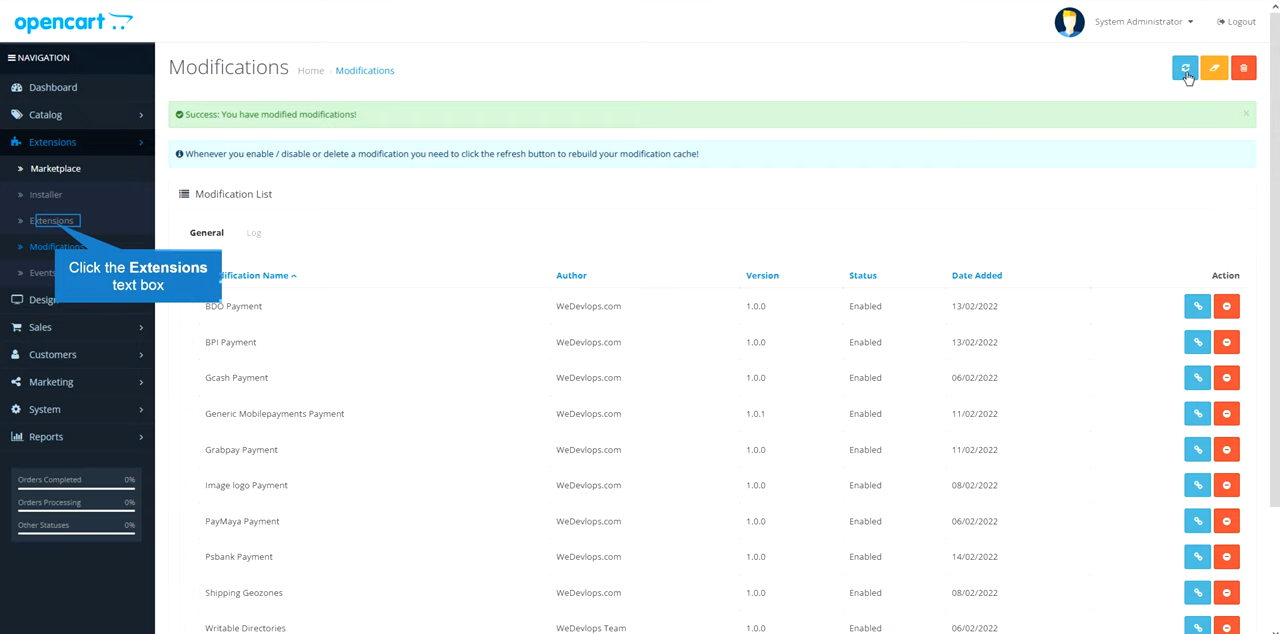 opencart
System Administrator
Logout
NAVIGATION
Dashboard
Catalog
Extensions
Marketplace
Installer
Extensions
Modifications
Events
Design
Sales
Customers
Marketing
System
Reports
Orders Completed 0%
Orders Processing 0%
Other Statuses 0%
Click the Extensions
text box
Modifications
Home › Modifications
Success: You have modified modifications!
×
Whenever you enable / disable or delete a modification you need to click the refresh button to rebuild your modification cache!
Modification List
General Log
dification Name Author Version Status Date Added Action
BDO Payment WeDevlops.com 1.0.0 Enabled 13/02/2022
BPI Payment WeDevlops.com 1.0.0 Enabled 13/02/2022
Gcash Payment WeDevlops.com 1.0.0 Enabled 06/02/2022
Generic Mobilepayments Payment WeDevlops.com 1.0.1 Enabled 11/02/2022
Grabpay Payment WeDevlops.com 1.0.0 Enabled 11/02/2022
Image logo Payment WeDevlops.com 1.0.0 Enabled 08/02/2022
PayMaya Payment WeDevlops.com 1.0.0 Enabled 06/02/2022
Psbank Payment WeDevlops.com 1.0.0 Enabled 14/02/2022
Shipping Geozones WeDevlops.com 1.0.0 Enabled 08/02/2022
Writable Directories WeDevlops Team 1.0.0 Enabled 06/02/2022